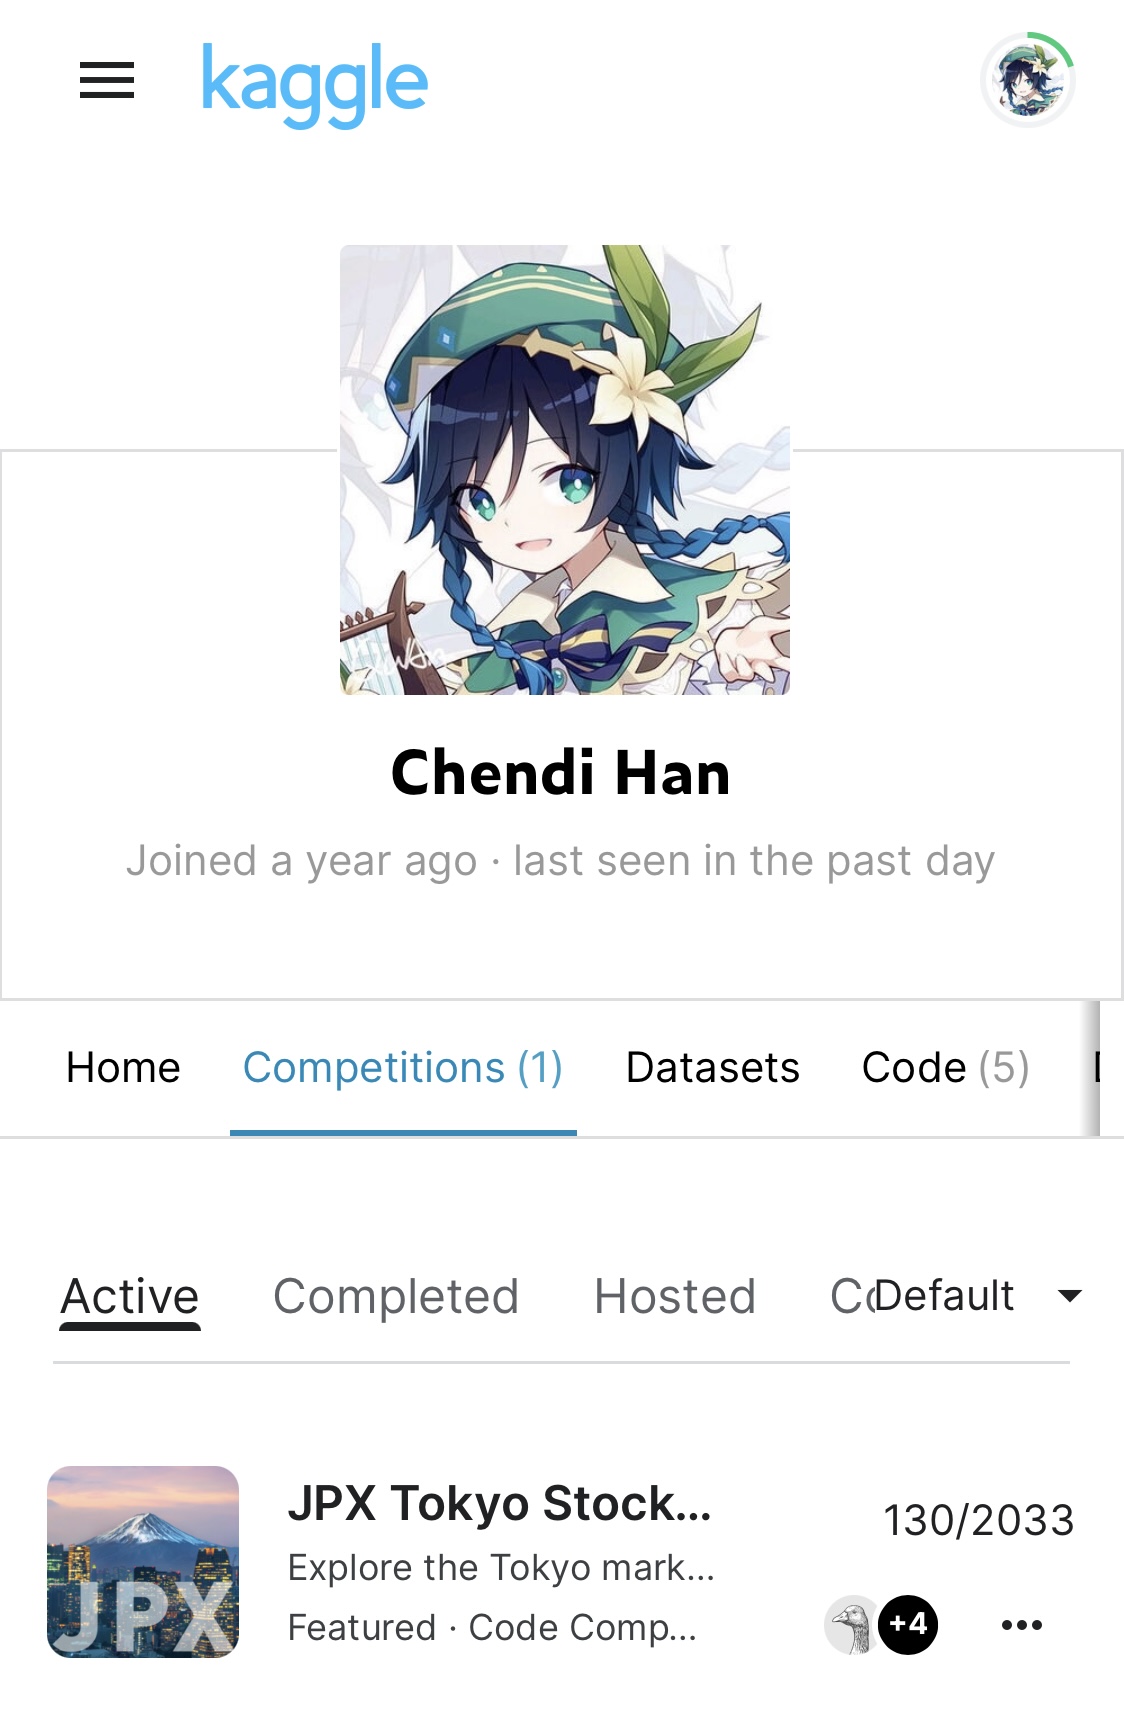 kaggle
Chendi Han
Joined a year ago · last seen in the past day
Home Competitions (1) Datasets Code (5)
Active Completed Hosted Default
JPX Tokyo Stock...
130/2033
Explore the Tokyo mark...
Featured · Code Comp...
+4
JPX